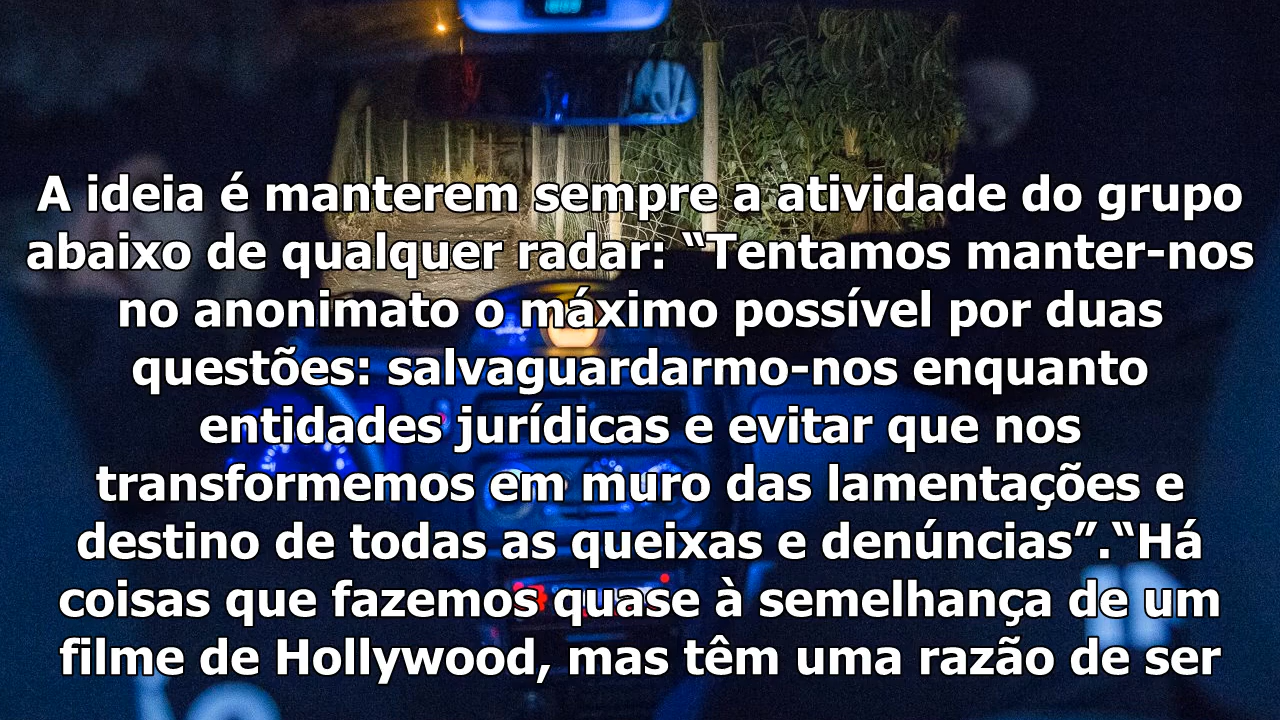 A ideia é manterem sempre a atividade do grupo
abaixo de qualquer radar: “Tentamos manter-nos
no anonimato o máximo possível por duas
questões: salvaguardarmo-nos enquanto
entidades jurídicas e evitar que nos
transformemos em muro das lamentações e
destino de todas as queixas e denúncias”.“Há
coisas que fazemos quase à semelhança de um
filme de Hollywood, mas têm uma razão de ser